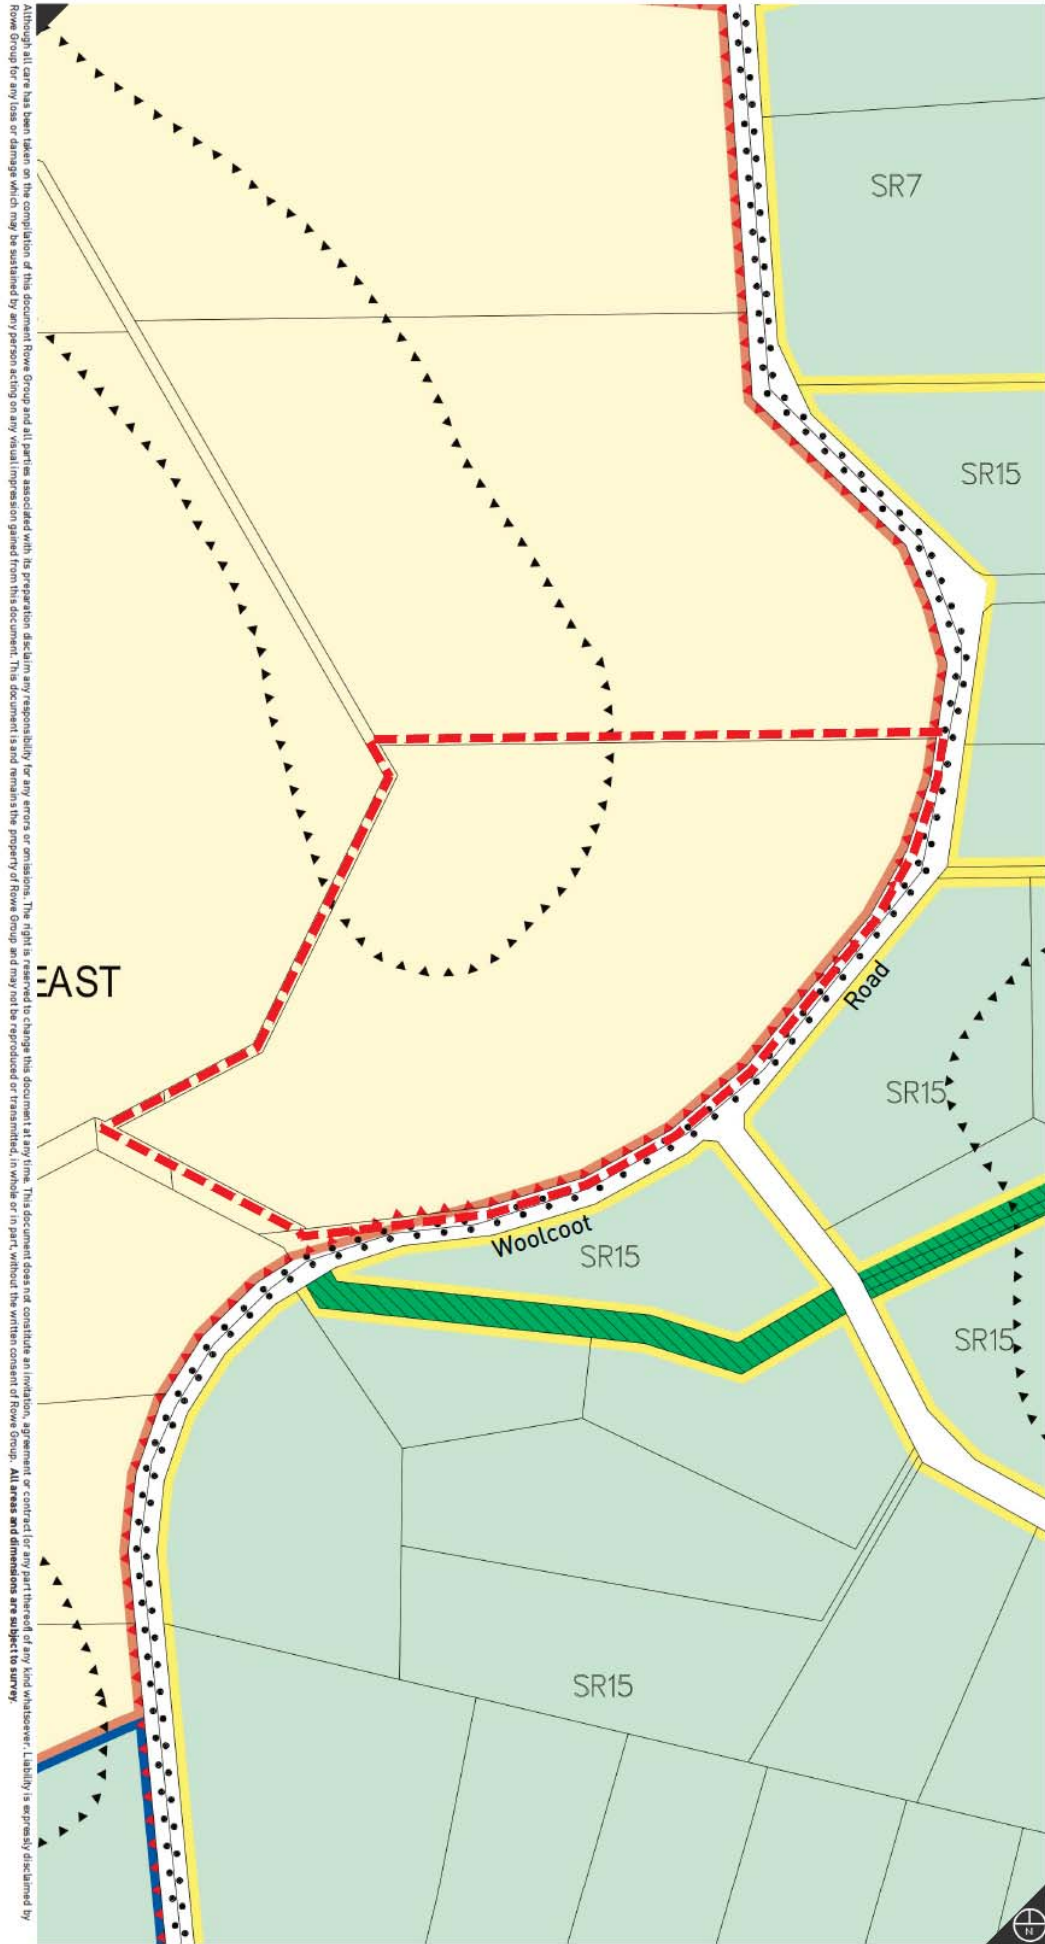 SR7
SR15
EAST
Road
SR15
Woolcoot
SR15
SR15
SR15
N
Although all care has been taken on the compilation of this document Rowe Group and all parties associated with its preparation disclaim any responsibility for any errors or omissions. The right is reserved to change this document at any time. This document does not constitute an invitation, agreement or contract (or any part thereof) of any kind whatsoever. Liability is expressly disclaimed by
Rowe Group for any loss or damage which may be sustained by any person acting on any visual impression gained from this document. This document is and remains the property of Rowe Group and may not be reproduced or transmitted, in whole or in part, without the written consent of Rowe Group. All areas and dimensions are subject to survey.